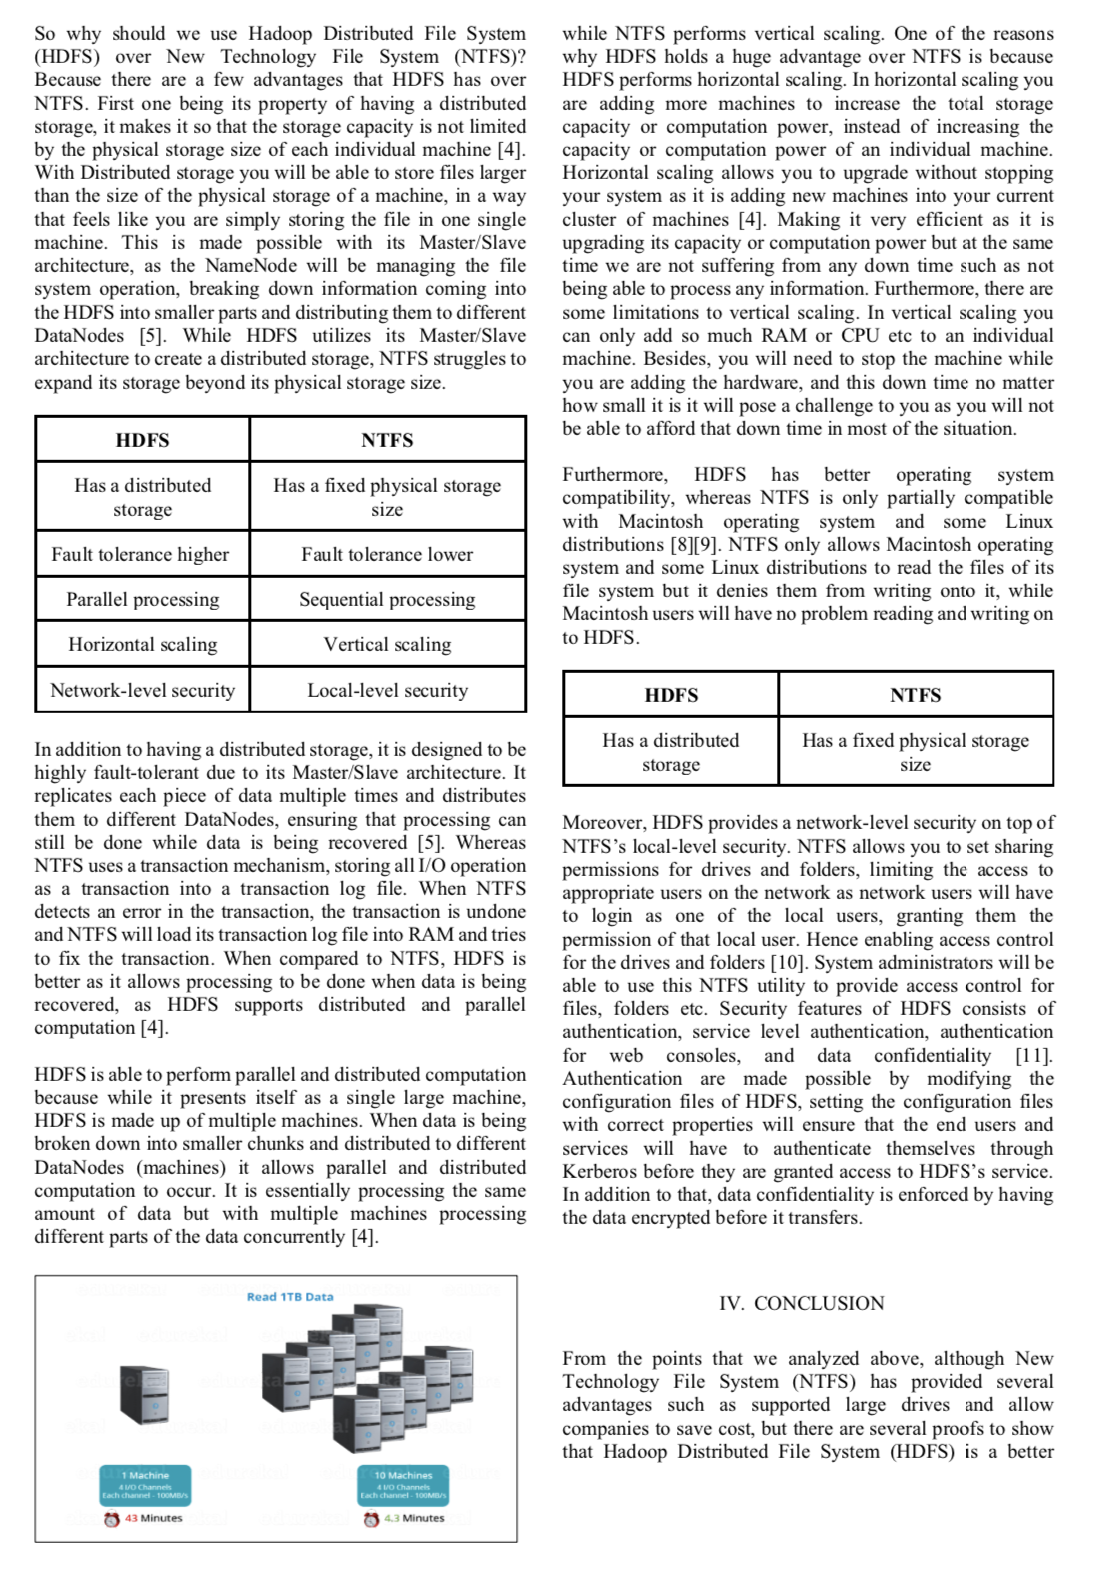 So why should we use Hadoop Distributed File System
(HDFS) over New Technology File System (NTFS)?
Because there are a few advantages that HDFS has over
NTFS. First one being its property of having a distributed
storage, it makes it so that the storage capacity is not limited
by the physical storage size of each individual machine [4].
With Distributed storage you will be able to store files larger
than the size of the physical storage of a machine, in a way
that feels like you are simply storing the file in one single
machine. This is made possible with its Master/Slave
architecture, as the NameNode will be managing the file
system operation, breaking down information coming into
the HDFS into smaller parts and distributing them to different
DataNodes [5]. While HDFS utilizes its Master/Slave
architecture to create a distributed storage, NTFS struggles to
expand its storage beyond its physical storage size.
HDFS NTFS
Has a distributed storage Has a fixed physical storage size
Fault tolerance higher Fault tolerance lower
Parallel processing Sequential processing
Horizontal scaling Vertical scaling
Network-level security Local-level security
In addition to having a distributed storage, it is designed to be
highly fault-tolerant due to its Master/Slave architecture. It
replicates each piece of data multiple times and distributes
them to different DataNodes, ensuring that processing can
still be done while data is being recovered [5]. Whereas
NTFS uses a transaction mechanism, storing all I/O operation
as a transaction into a transaction log file. When NTFS
detects an error in the transaction, the transaction is undone
and NTFS will load its transaction log file into RAM and tries
to fix the transaction. When compared to NTFS, HDFS is
better as it allows processing to be done when data is being
recovered, as HDFS supports distributed and parallel
computation [4].
HDFS is able to perform parallel and distributed computation
because while it presents itself as a single large machine,
HDFS is made up of multiple machines. When data is being
broken down into smaller chunks and distributed to different
DataNodes (machines) it allows parallel and distributed
computation to occur. It is essentially processing the same
amount of data but with multiple machines processing
different parts of the data concurrently [4].
Read 1TB Data
1 Machine
4 I/O Channels
Each channel - 100MB/s
43 Minutes
10 Machines
4 I/O Channels
Each channel - 100MB/s
4.3 Minutes
while NTFS performs vertical scaling. One of the reasons
why HDFS holds a huge advantage over NTFS is because
HDFS performs horizontal scaling. In horizontal scaling you
are adding more machines to increase the total storage
capacity or computation power, instead of increasing the
capacity or computation power of an individual machine.
Horizontal scaling allows you to upgrade without stopping
your system as it is adding new machines into your current
cluster of machines [4]. Making it very efficient as it is
upgrading its capacity or computation power but at the same
time we are not suffering from any down time such as not
being able to process any information. Furthermore, there are
some limitations to vertical scaling. In vertical scaling you
can only add so much RAM or CPU etc to an individual
machine. Besides, you will need to stop the machine while
you are adding the hardware, and this down time no matter
how small it is it will pose a challenge to you as you will not
be able to afford that down time in most of the situation.
Furthermore, HDFS has better operating system
compatibility, whereas NTFS is only partially compatible
with Macintosh operating system and some Linux
distributions [8][9]. NTFS only allows Macintosh operating
system and some Linux distributions to read the files of its
file system but it denies them from writing onto it, while
Macintosh users will have no problem reading and writing on
to HDFS.
HDFS NTFS
Has a distributed storage Has a fixed physical storage size
Moreover, HDFS provides a network-level security on top of
NTFS’s local-level security. NTFS allows you to set sharing
permissions for drives and folders, limiting the access to
appropriate users on the network as network users will have
to login as one of the local users, granting them the
permission of that local user. Hence enabling access control
for the drives and folders [10]. System administrators will be
able to use this NTFS utility to provide access control for
files, folders etc. Security features of HDFS consists of
authentication, service level authentication, authentication
for web consoles, and data confidentiality [11].
Authentication are made possible by modifying the
configuration files of HDFS, setting the configuration files
with correct properties will ensure that the end users and
services will have to authenticate themselves through
Kerberos before they are granted access to HDFS’s service.
In addition to that, data confidentiality is enforced by having
the data encrypted before it transfers.
IV. CONCLUSION
From the points that we analyzed above, although New
Technology File System (NTFS) has provided several
advantages such as supported large drives and allow
companies to save cost, but there are several proofs to show
that Hadoop Distributed File System (HDFS) is a better